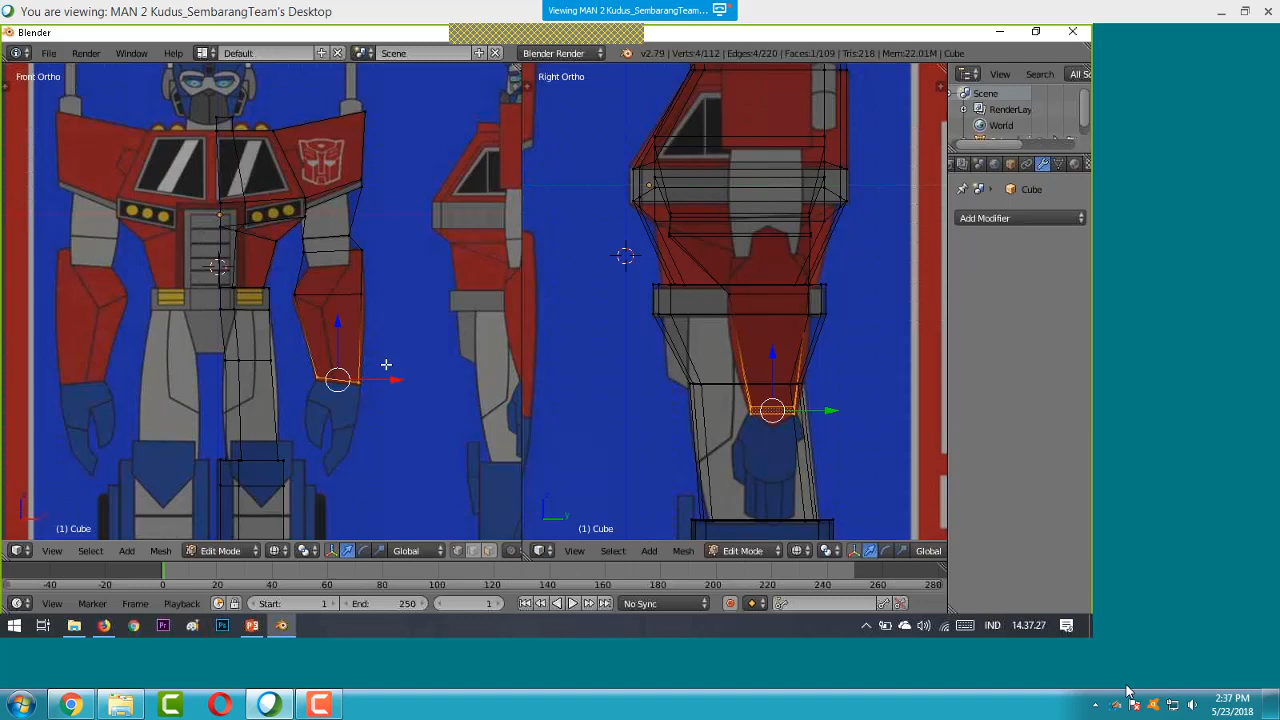 You are viewing: MAN 2 Kudus_SembarangTeam's Desktop
Viewing MAN 2 Kudus_SembarangTeam...
Blender
File Render Window Help Default Scene Blender Render v2.79 | Verts:4/112 | Edges:4/220 | Faces:1/109 | Tris:218 | Mem:22.01M | Cube
Front Ortho
Right Ortho
View Search All Sc
Scene
RenderLay
World
Cube
Add Modifier
(1) Cube
(1) Cube
View Select Add Mesh Edit Mode Global
View Select Add Mesh Edit Mode Global
-40 -20 0 20 40 60 80 100 120 140 160 180 200 220 240 260 280
View Marker Frame Playback Start: 1 End: 250 1 No Sync
Pr Ps IND 14.37.27
2:37 PM
5/23/2018